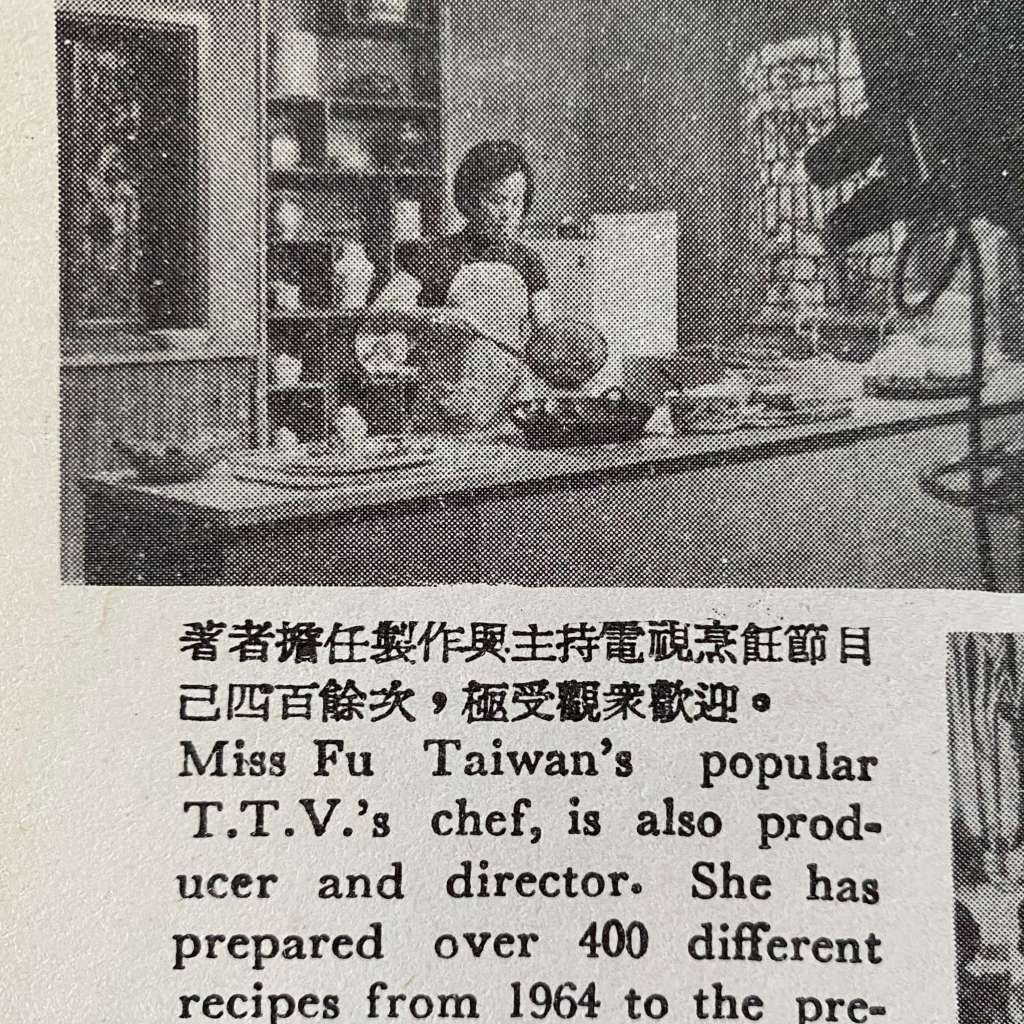 著者擔任製作與主持電視烹飪節目
己四百餘次，極受觀衆歡迎。
Miss Fu Taiwan's popular
T.T.V.'s chef, is also prod-
ucer and director. She has
prepared over 400 different
recipes from 1964 to the pre-